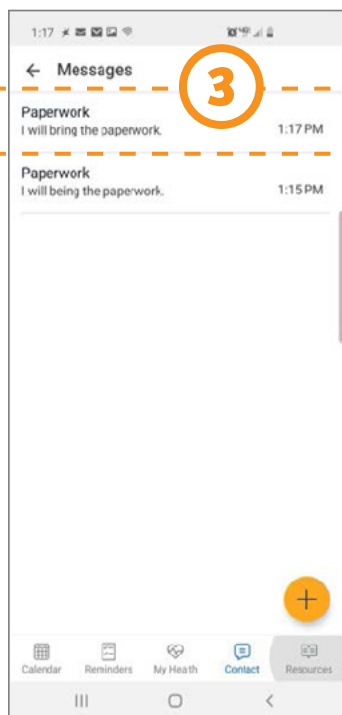 1:17
← Messages
3
Paperwork
I will bring the paperwork. 1:17 PM
Paperwork
I will being the paperwork. 1:15 PM
+
Calendar Reminders My Heath Contact Resources